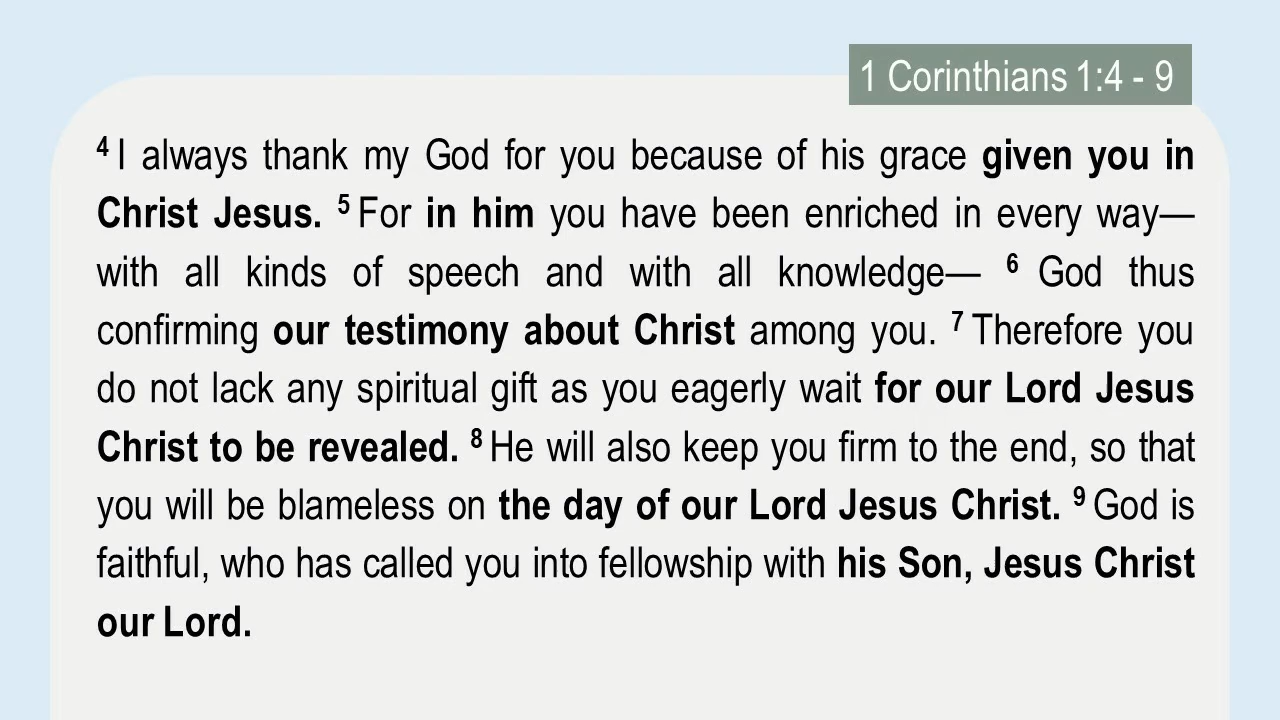 1 Corinthians 1:4 - 9
4 I always thank my God for you because of his grace given you in
Christ Jesus. 5 For in him you have been enriched in every way—
with all kinds of speech and with all knowledge— 6 God thus
confirming our testimony about Christ among you. 7 Therefore you
do not lack any spiritual gift as you eagerly wait for our Lord Jesus
Christ to be revealed. 8 He will also keep you firm to the end, so that
you will be blameless on the day of our Lord Jesus Christ. 9 God is
faithful, who has called you into fellowship with his Son, Jesus Christ
our Lord.